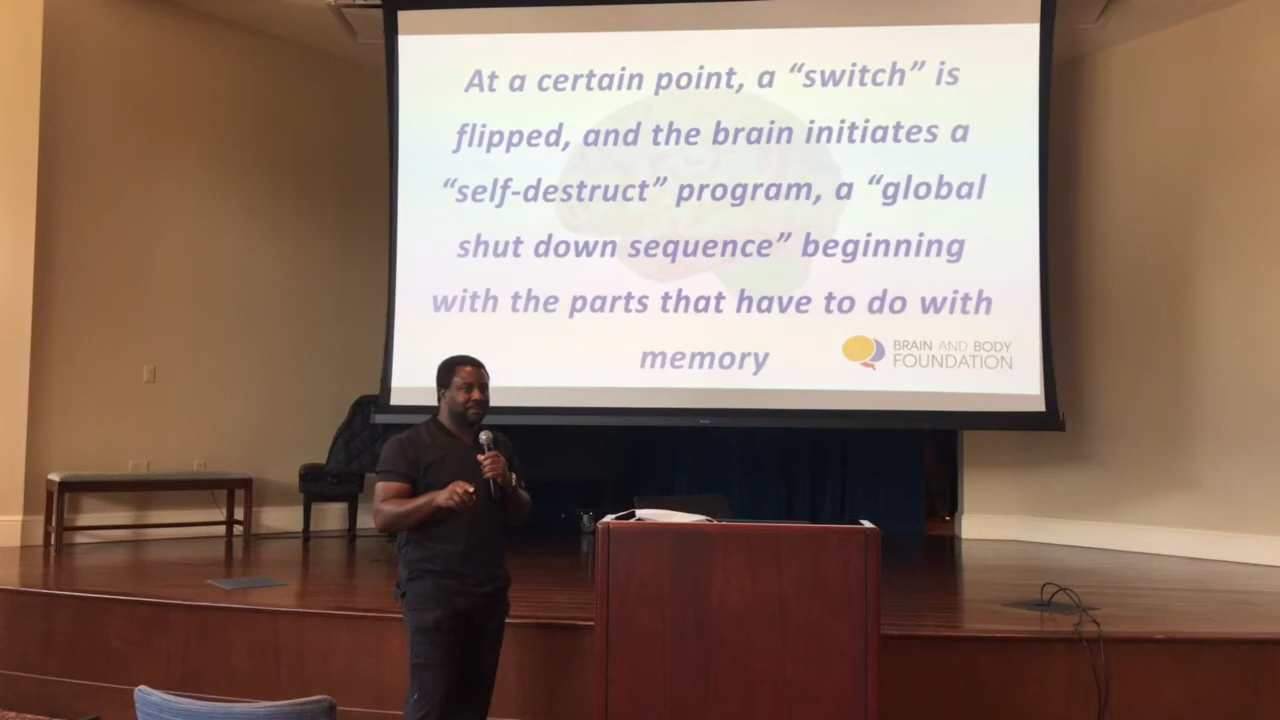 At a certain point, a “switch” is
flipped, and the brain initiates a
“self-destruct” program, a “global
shut down sequence” beginning
with the parts that have to do with
memory
BRAIN AND BODY
FOUNDATION